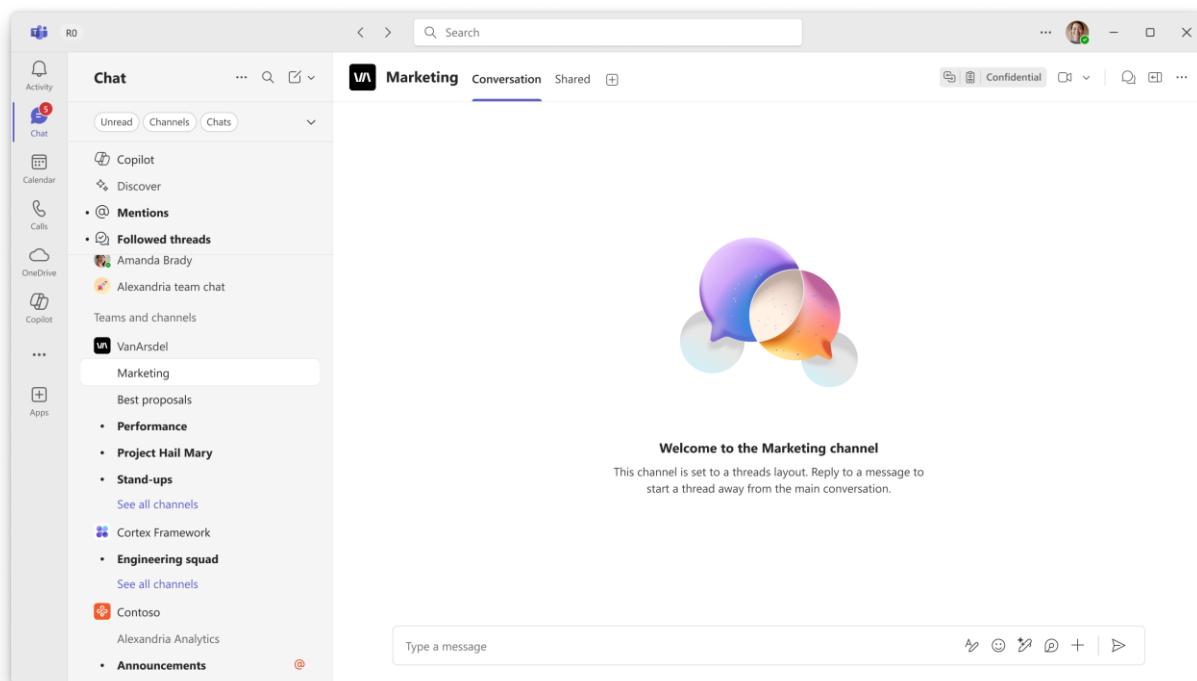 R0
Search
Activity
5
Chat
Calendar
Calls
OneDrive
Copilot
Apps
Chat
Unread
Channels
Chats
Copilot
Discover
Mentions
Followed threads
Amanda Brady
Alexandria team chat
Teams and channels
VanArsdel
Marketing
Best proposals
Performance
Project Hail Mary
Stand-ups
See all channels
Cortex Framework
Engineering squad
See all channels
Contoso
Alexandria Analytics
Announcements @
VA Marketing
Conversation
Shared
Confidential
Welcome to the Marketing channel
This channel is set to a threads layout. Reply to a message to
start a thread away from the main conversation.
Type a message